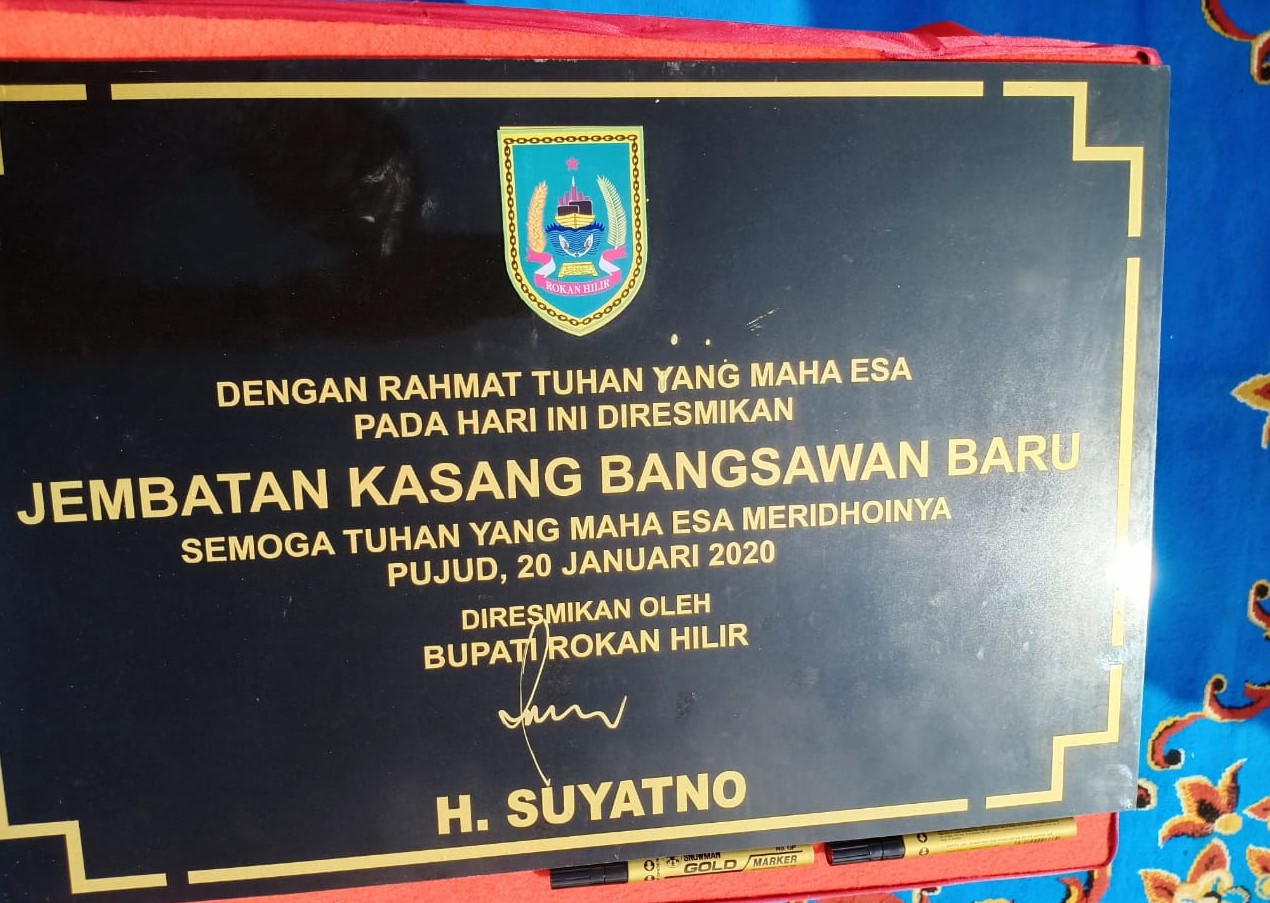 ROKAN HILIR
DENGAN RAHMAT TUHAN YANG MAHA ESA
PADA HARI INI DIRESMIKAN
JEMBATAN KASANG BANGSAWAN BARU
SEMOGA TUHAN YANG MAHA ESA MERIDHOINYA
PUJUD, 20 JANUARI 2020
DIRESMIKAN OLEH
BUPATI ROKAN HILIR
H. SUYATNO
SNOWMAN
GOLD MARKER